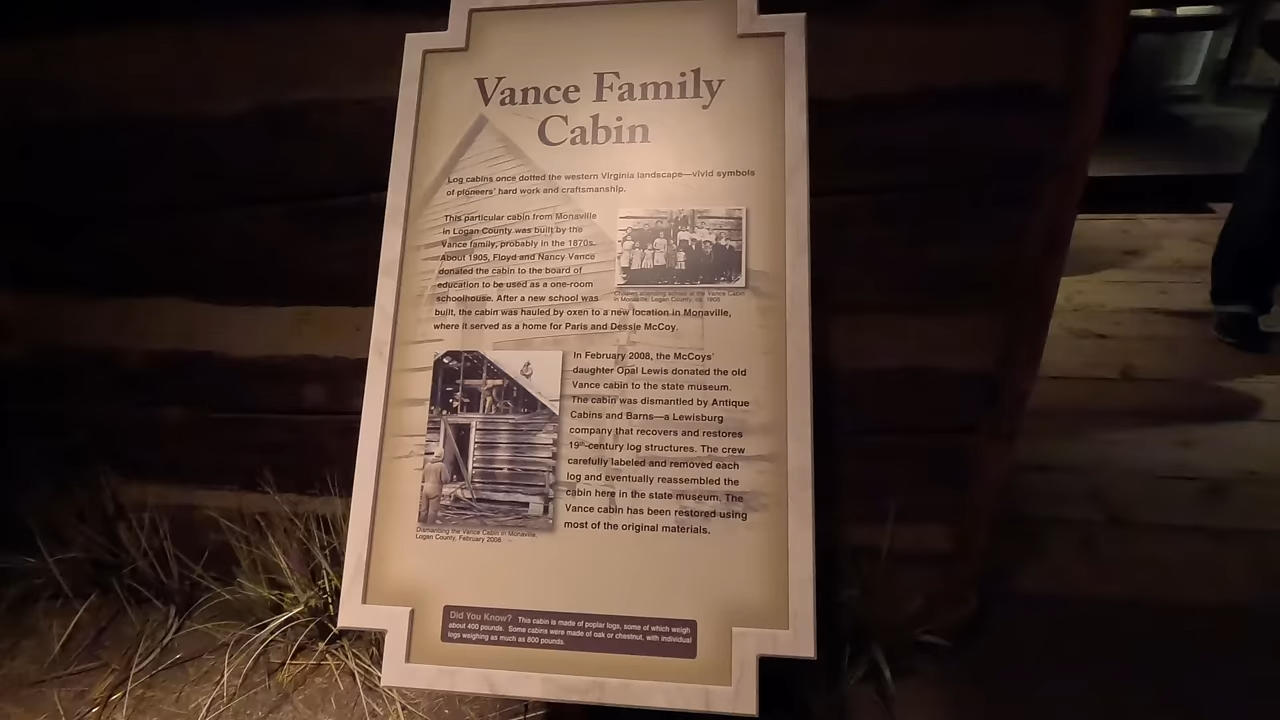 Vance Family
Cabin
Log cabins once dotted the western Virginia landscape—vivid symbols
of pioneers' hard work and craftsmanship.
This particular cabin from Monaville
in Logan County was built by the
Vance family, probably in the 1870s.
About 1905, Floyd and Nancy Vance
donated the cabin to the board of
education to be used as a one-room
schoolhouse. After a new school was
built, the cabin was hauled by oxen to a new location in Monaville,
where it served as a home for Paris and Dessie McCoy.
Children attending school at the Vance Cabin
in Monaville, Logan County, ca. 1908
In February 2008, the McCoys'
daughter Opal Lewis donated the old
Vance cabin to the state museum.
The cabin was dismantled by Antique
Cabins and Barns—a Lewisburg
company that recovers and restores
19th-century log structures. The crew
carefully labeled and removed each
log and eventually reassembled the
cabin here in the state museum. The
Vance cabin has been restored using
most of the original materials.
Dismantling the Vance Cabin in Monaville,
Logan County, February 2008
Did You Know? This cabin is made of poplar logs, some of which weigh
about 400 pounds. Some cabins were made of oak or chestnut, with individual
logs weighing as much as 800 pounds.